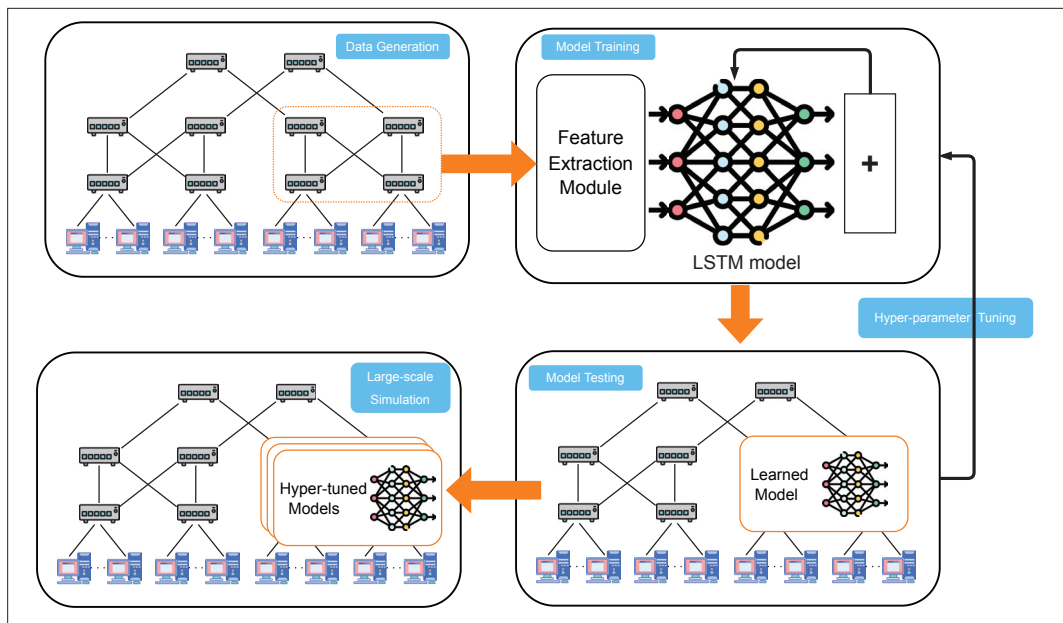 Data Generation
Model Training
Feature
Extraction
Module
+
LSTM model
Hyper-parameter Tuning
Large-scale
Simulation
Hyper-tuned
Models
Model Testing
Learned
Model